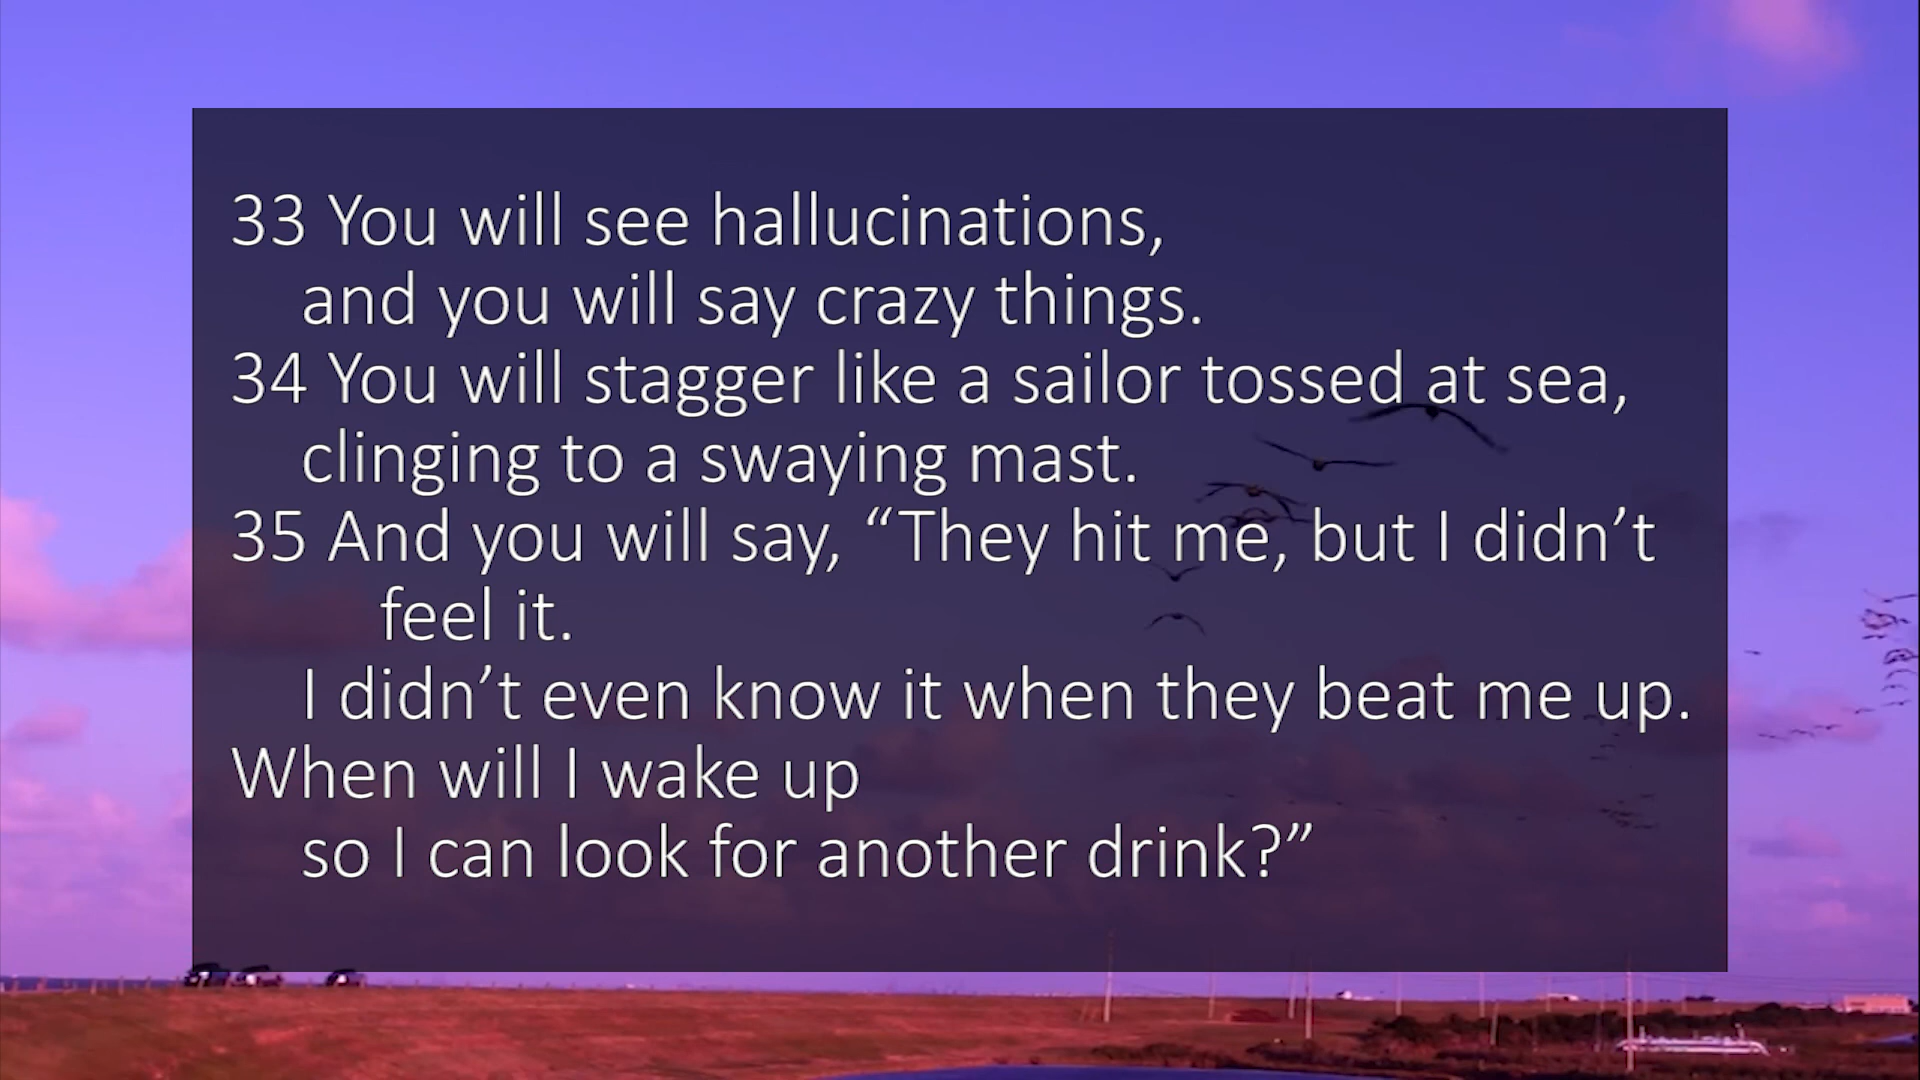 33 You will see hallucinations,
and you will say crazy things.
34 You will stagger like a sailor tossed at sea,
clinging to a swaying mast.
35 And you will say, “They hit me, but I didn’t
feel it.
I didn’t even know it when they beat me up.
When will I wake up
so I can look for another drink?”